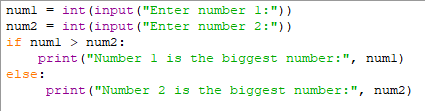 num1 = int(input("Enter number 1:"))
num2 = int(input("Enter number 2:"))
if num1 > num2:
    print("Number 1 is the biggest number:", num1)
else:
     print("Number 2 is the biggest number:", num2)